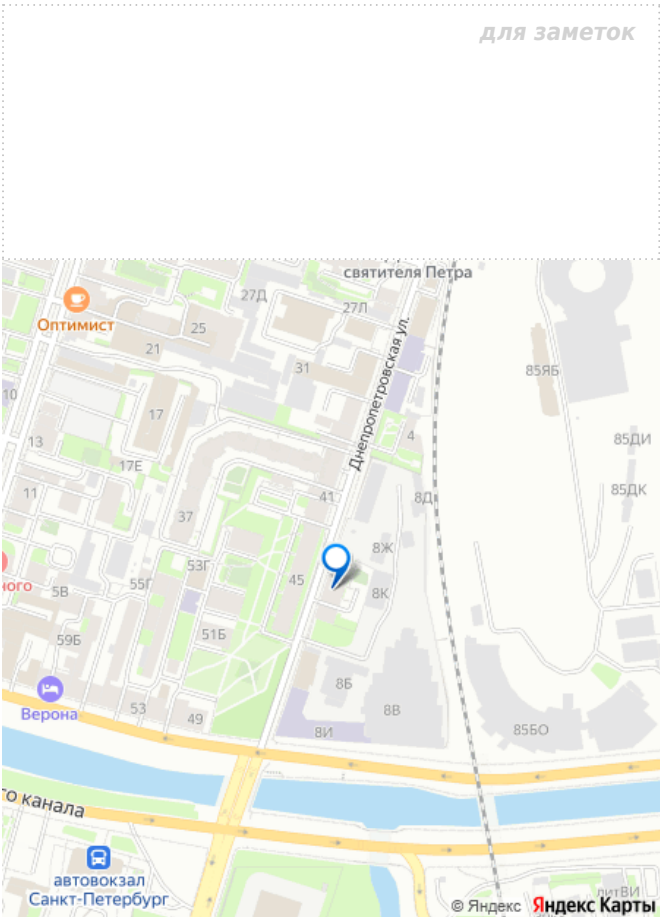 для заметок
святителя Петра
27Д
27Л
Оптимист
25
21
31
Днепропетровская ул.
85ЯБ
10
17
4
13
85ДИ
17Е
11
41
8Д
85ДК
37
8Ж
53Г
ного
5В
55Г
45
8К
59Б
51Б
8Б
Верона
53
49
8В
8И
85БО
го канала
автовокзал
Санкт-Петербург
литВИ
© Яндекс Яндекс Карты